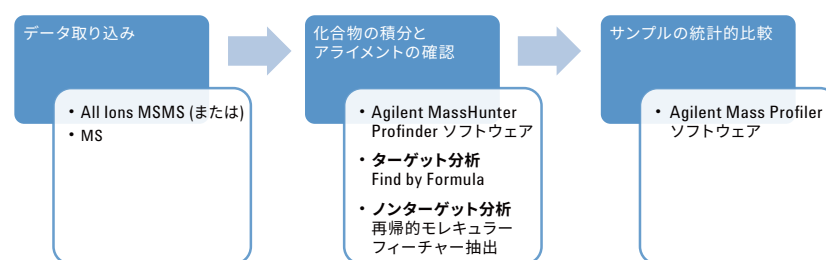 データ取り込み
• All Ions MSMS (または)
• MS
化合物の積分と
アライメントの確認
• Agilent MassHunter
Profinder ソフトウェア
• ターゲット分析
Find by Formula
• ノンターゲット分析
再帰的モレキュラー
フィーチャー抽出
サンプルの統計的比較
• Agilent Mass Profiler
ソフトウェア